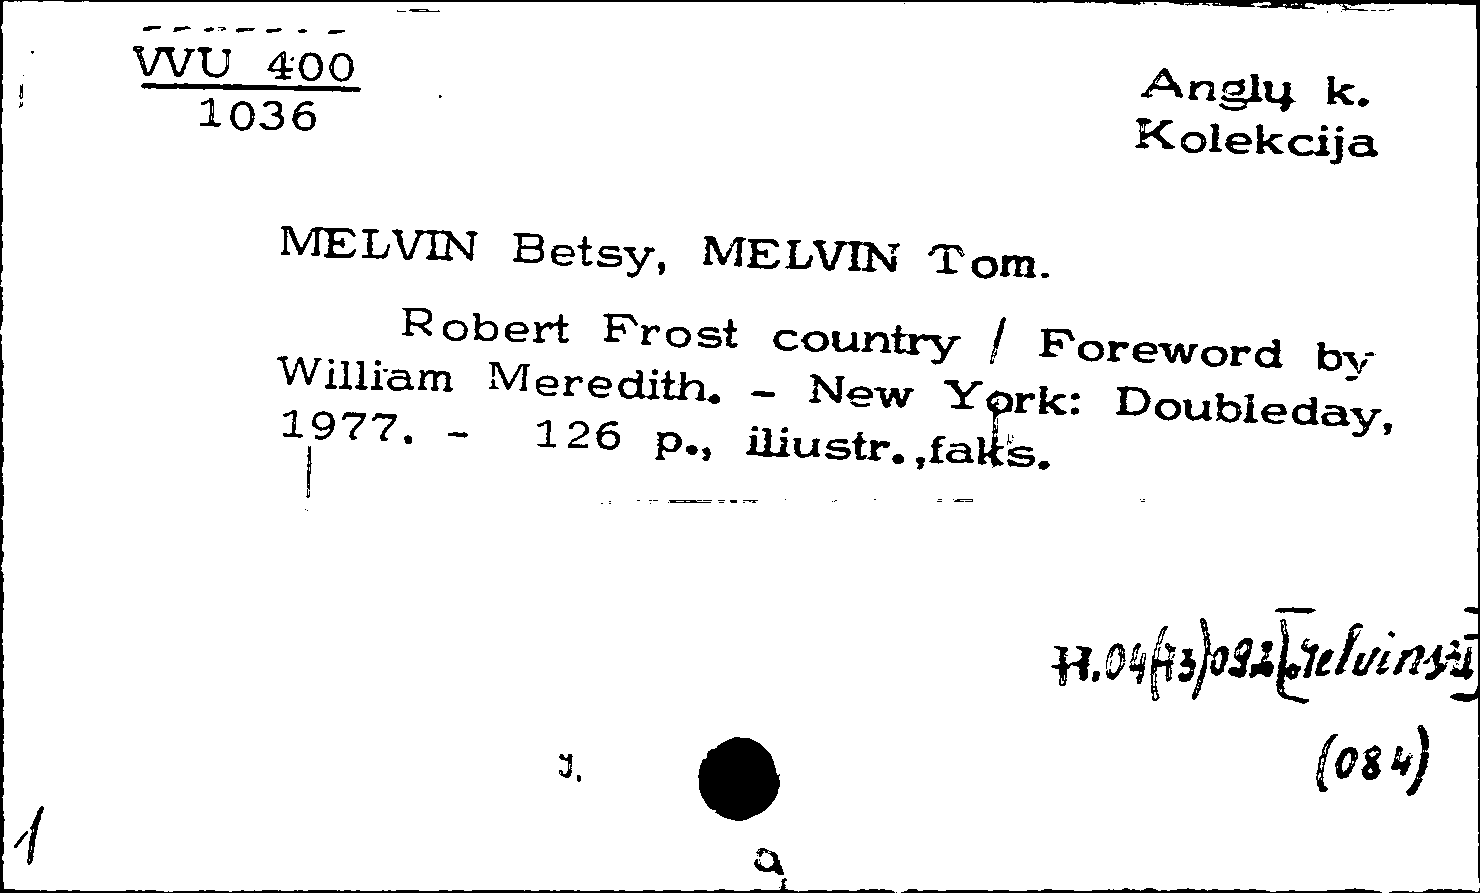 VVU 400
1036
Anglų k.
Kolekcija
MELVIN Betsy, MELVIN Tom.
Robert Frost country / Foreword by
William Meredith. - New York: Doubleday,
1977. - 126 p., iliustr.,faks.
(084)
1